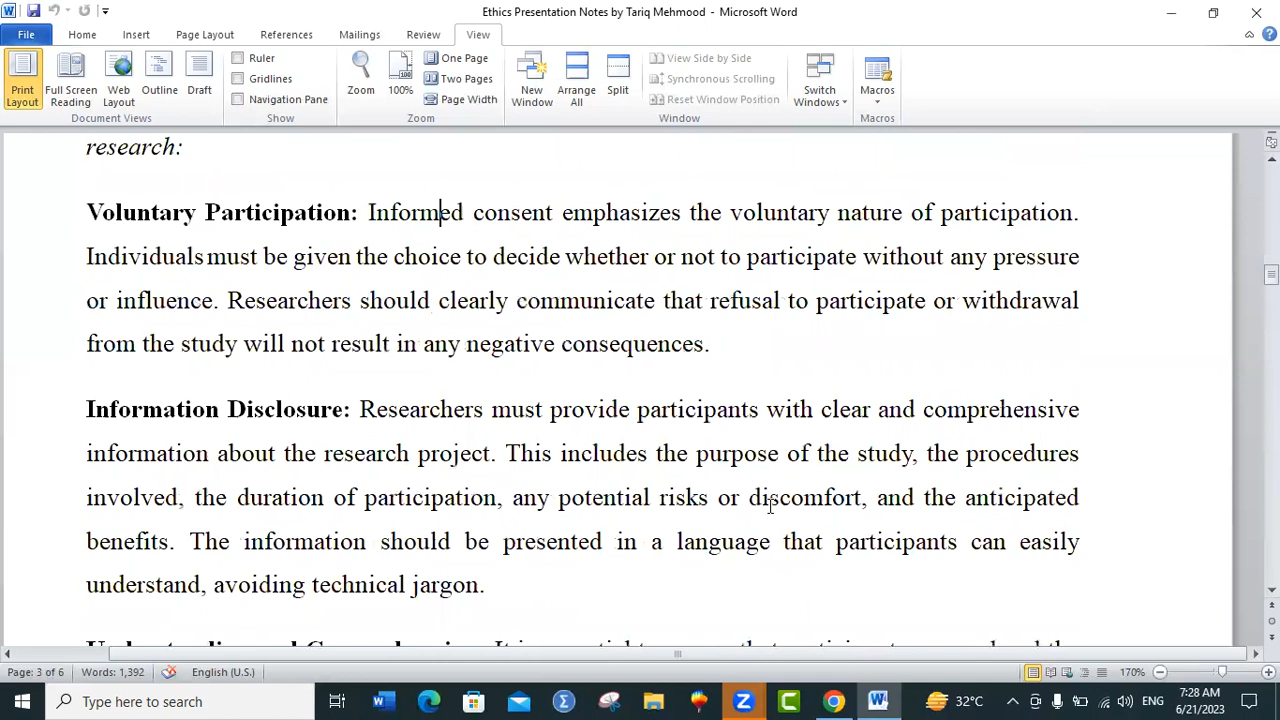 Ethics Presentation Notes by Tariq Mehmood - Microsoft Word
File Home Insert Page Layout References Mailings Review View
Print Layout
Full Screen Reading
Web Layout
Outline
Draft
Document Views
Ruler
Gridlines
Navigation Pane
Show
Zoom
100
100%
One Page
Two Pages
Page Width
Zoom
New Window
Arrange All
Split
View Side by Side
Synchronous Scrolling
Reset Window Position
Window
Switch Windows
Macros
Macros
research:
Voluntary Participation: Informed consent emphasizes the voluntary nature of participation.
Individuals must be given the choice to decide whether or not to participate without any pressure
or influence. Researchers should clearly communicate that refusal to participate or withdrawal
from the study will not result in any negative consequences.
Information Disclosure: Researchers must provide participants with clear and comprehensive
information about the research project. This includes the purpose of the study, the procedures
involved, the duration of participation, any potential risks or discomfort, and the anticipated
benefits. The information should be presented in a language that participants can easily
understand, avoiding technical jargon.
Page: 3 of 6 Words: 1,392 English (U.S.) 170%
Type here to search
32°C
ENG
7:28 AM
6/21/2023